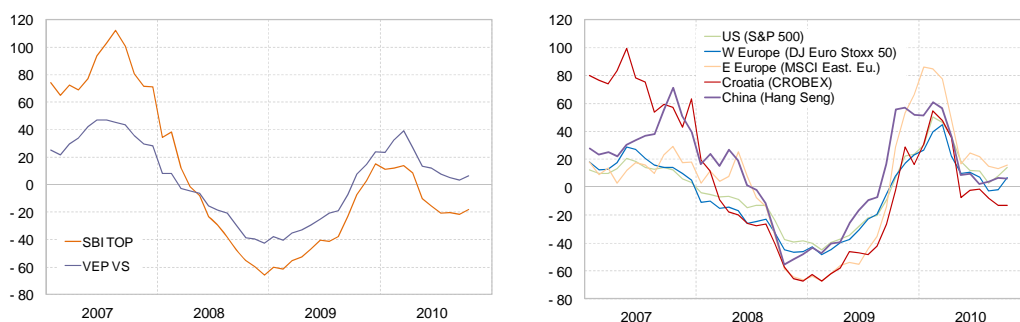 120
100
80
60
40
20
0
- 20
- 40
- 60
- 80
SBI TOP
VEP VS
2007 2008 2009 2010
120
100
80
60
40
20
0
- 20
- 40
- 60
- 80
US (S&P 500)
W Europe (DJ Euro Stoxx 50)
E Europe (MSCI East. Eu.)
Croatia (CROBEX)
China (Hang Seng)
2007 2008 2009 2010